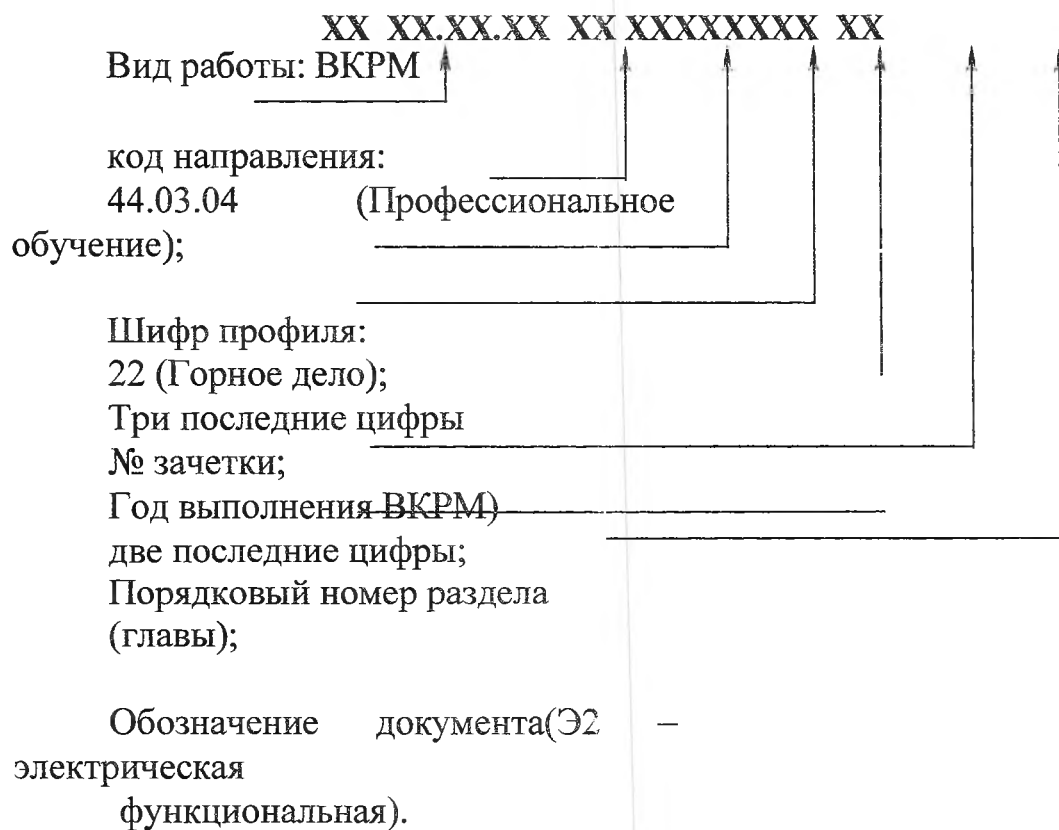 XX XX.XX.XX XX XXXXXXXX XX
Вид работы: ВКРМ
код направления:
44.03.04 (Профессиональное
обучение);
Шифр профиля:
22 (Горное дело);
Три последние цифры
№ зачетки;
Год выполнения ВКРМ)
две последние цифры;
Порядковый номер раздела
(главы);
Обозначение документа(Э2 –
электрическая
функциональная).